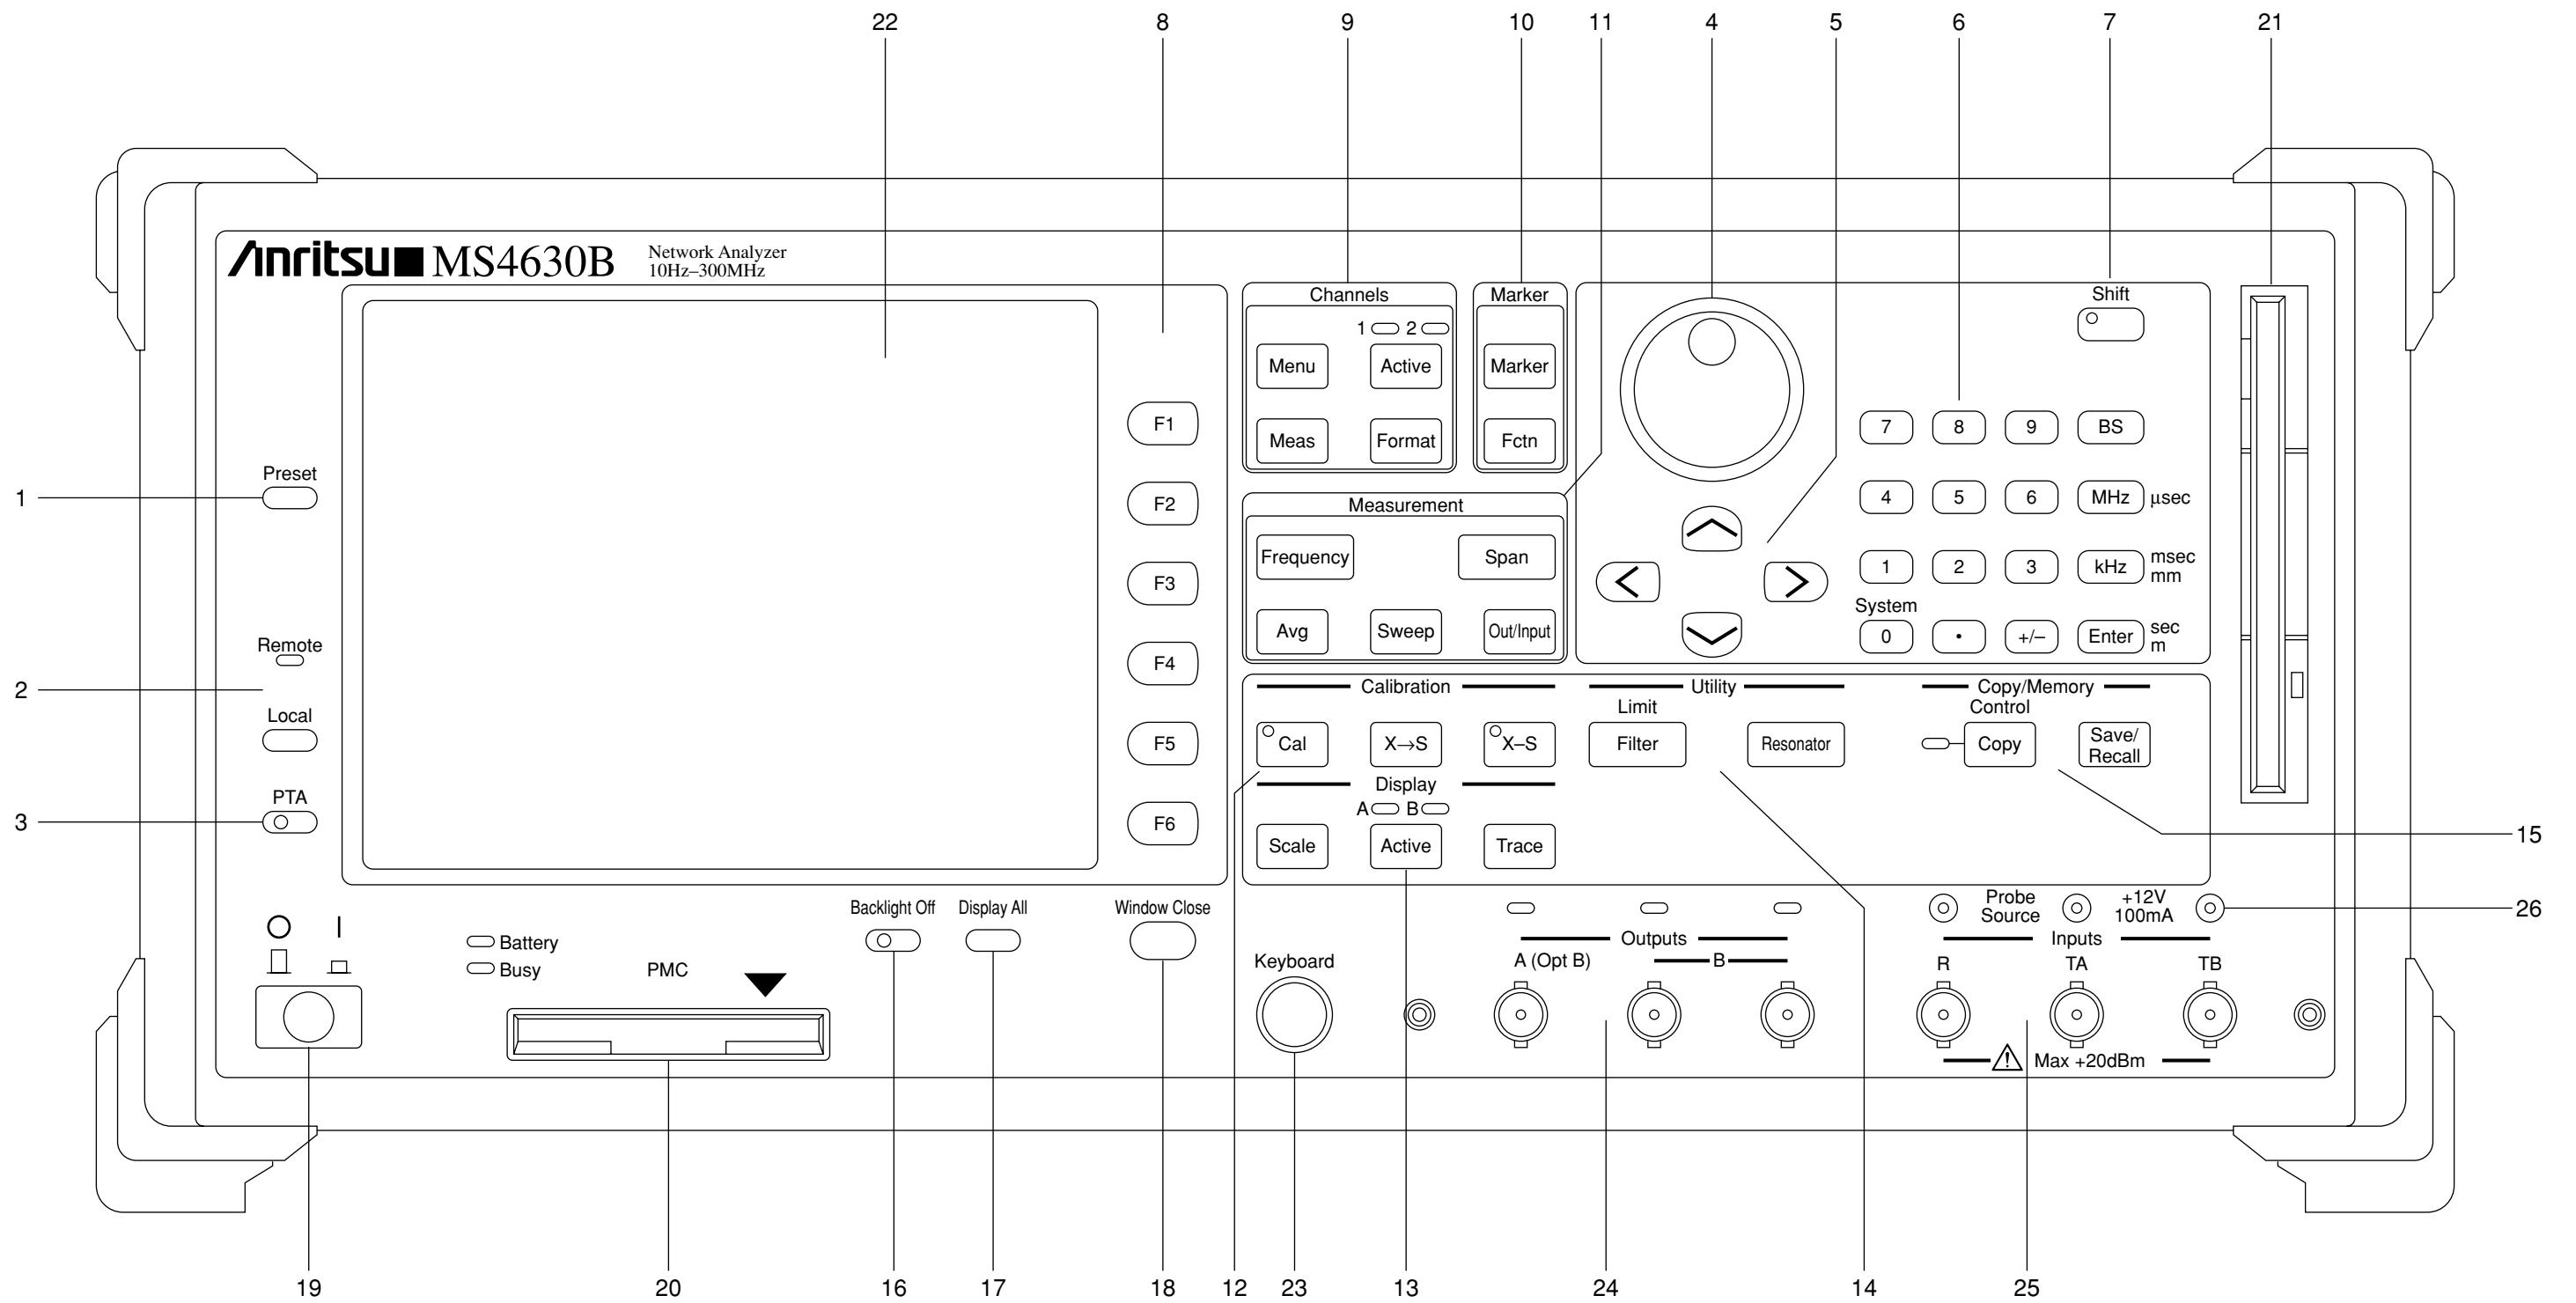 22 8 9 10 11 4 5 6 7 21
Anritsu MS4630B
Network Analyzer
10Hz–300MHz
Channels
1 2
Menu Active
Meas Format
Marker
Marker
Fctn
Shift
7 8 9 BS
4 5 6 MHz μsec
1 2 3 kHz msec
mm
System
0 • +/– Enter sec
m
F1
F2
F3
F4
F5
F6
1
Preset
2
Remote
Local
3
PTA
Measurement
Frequency Span
Avg Sweep Out/Input
Calibration
Cal X→S X–S
Utility
Limit
Filter Resonator
Copy/Memory
Control
Copy Save/
Recall
Display
A B
Scale Active Trace
15
26
O I
Battery
Busy
PMC
Backlight Off Display All Window Close
Keyboard
Outputs
A (Opt B) B
Probe
Source
+12V
100mA
Inputs
R TA TB
Max +20dBm
19 20 16 17 18 12 23 13 24 14 25